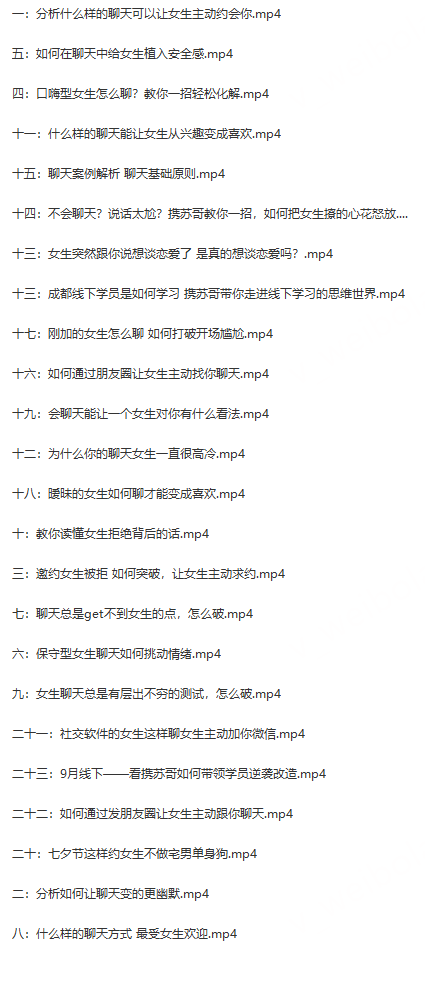 一：分析什么样的聊天可以让女生主动约会你.mp4
五：如何在聊天中给女生植入安全感.mp4
四：口嗨型女生怎么聊？教你一招轻松化解.mp4
十一：什么样的聊天能让女生从兴趣变成喜欢.mp4
十五：聊天案例解析 聊天基础原则.mp4
十四：不会聊天？说话太尬？携苏哥教你一招，如何把女生撩的心花怒放....
十三：女生突然跟你说想谈恋爱了 是真的想谈恋爱吗？.mp4
十三：成都线下学员是如何学习 携苏哥带你走进线下学习的思维世界.mp4
十七：刚加的女生怎么聊 如何打破开场尴尬.mp4
十六：如何通过朋友圈让女生主动找你聊天.mp4
十九：会聊天能让一个女生对你有什么看法.mp4
十二：为什么你的聊天女生一直很高冷.mp4
十八：暧昧的女生如何聊才能变成喜欢.mp4
十：教你读懂女生拒绝背后的话.mp4
三：邀约女生被拒 如何突破，让女生主动求约.mp4
七：聊天总是get不到女生的点，怎么破.mp4
六：保守型女生聊天如何挑动情绪.mp4
九：女生聊天总是有层出不穷的测试，怎么破.mp4
二十一：社交软件的女生这样聊女生主动加你微信.mp4
二十三：9月线下——看携苏哥如何带领学员逆袭改造.mp4
二十二：如何通过发朋友圈让女生主动跟你聊天.mp4
二十：七夕节这样约女生不做宅男单身狗.mp4
二：分析如何让聊天变的更幽默.mp4
八：什么样的聊天方式 最受女生欢迎.mp4